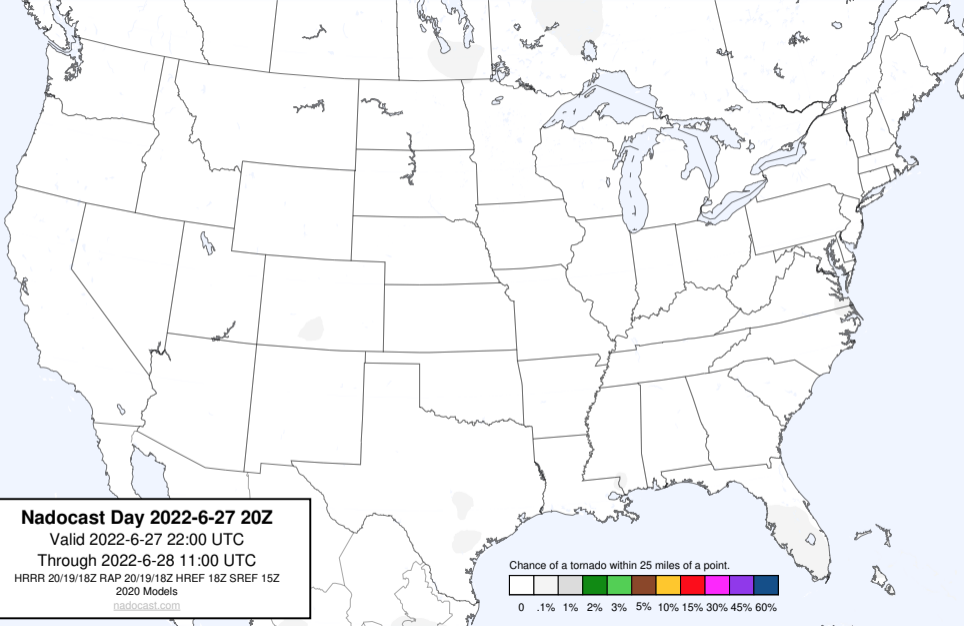 Nadocast Day 2022-6-27 20Z
Valid 2022-6-27 22:00 UTC
Through 2022-6-28 11:00 UTC
HRRR 20/19/18Z RAP 20/19/18Z HREF 18Z SREF 15Z
2020 Models
nadocast.com
Chance of a tornado within 25 miles of a point.
0 .1% 1% 2% 3% 5% 10% 15% 30% 45% 60%